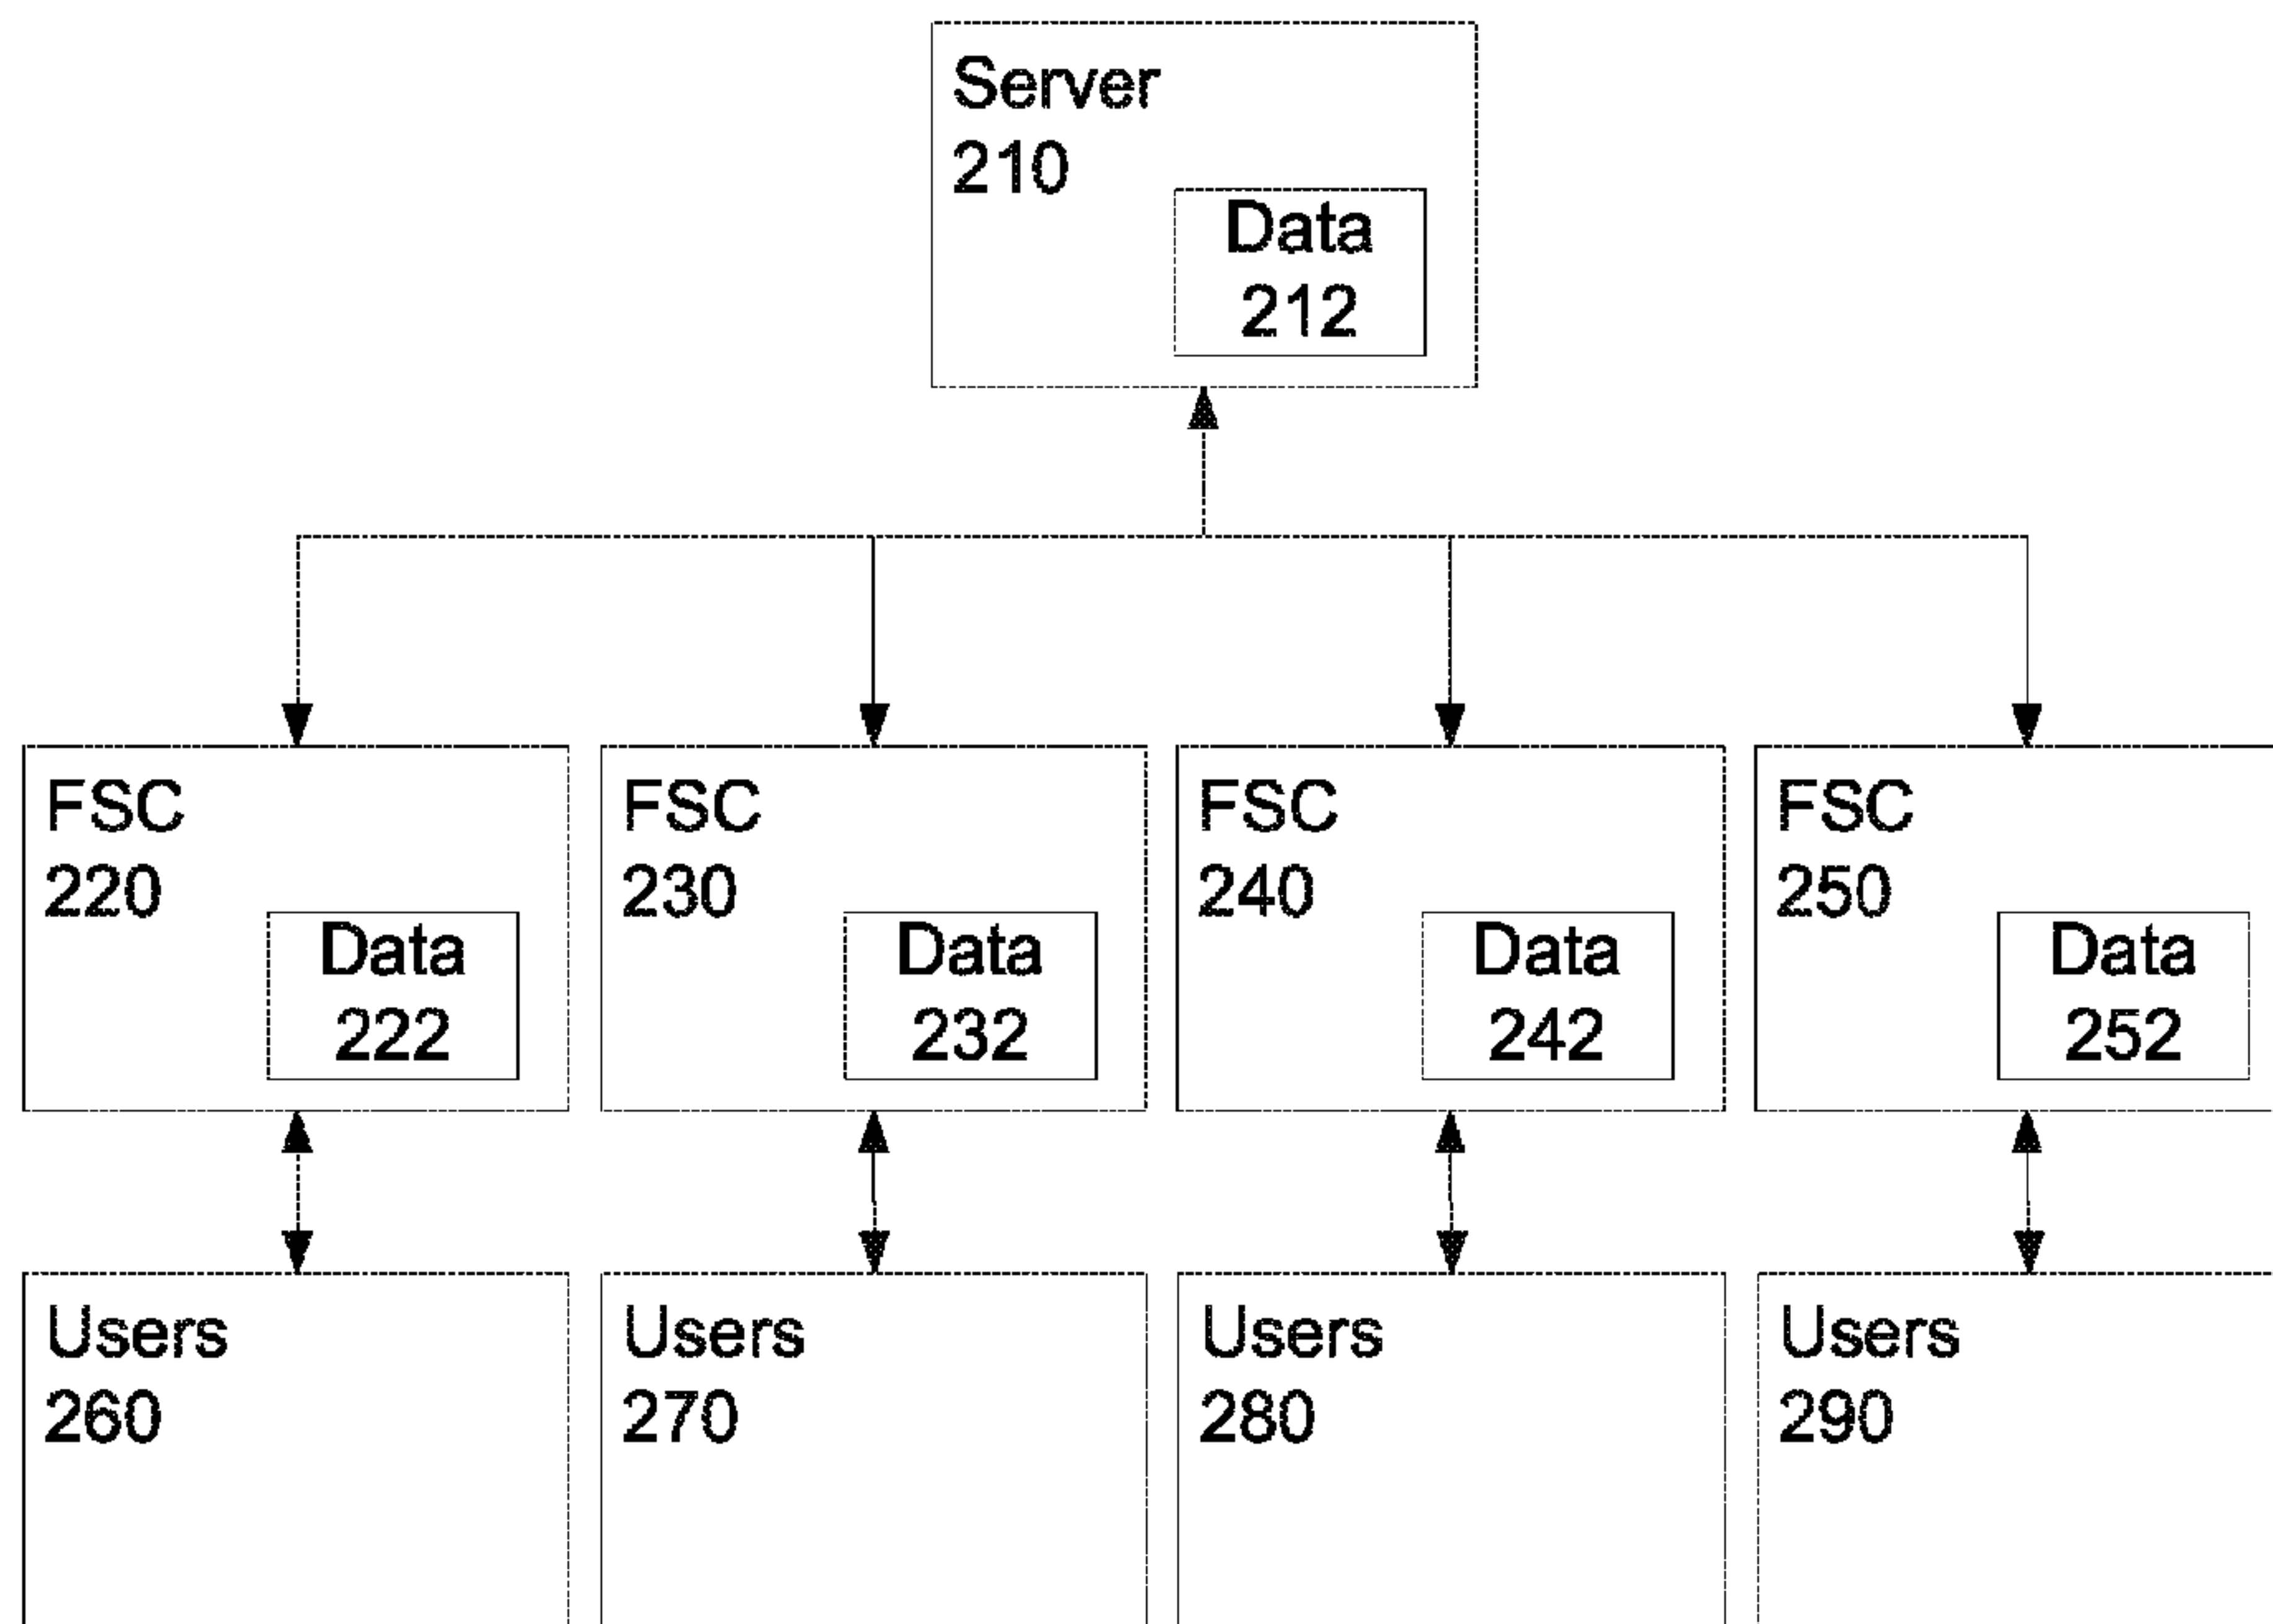 Server
210
Data
212
FSC
220
Data
222
FSC
230
Data
232
FSC
240
Data
242
FSC
250
Data
252
Users
260
Users
270
Users
280
Users
290